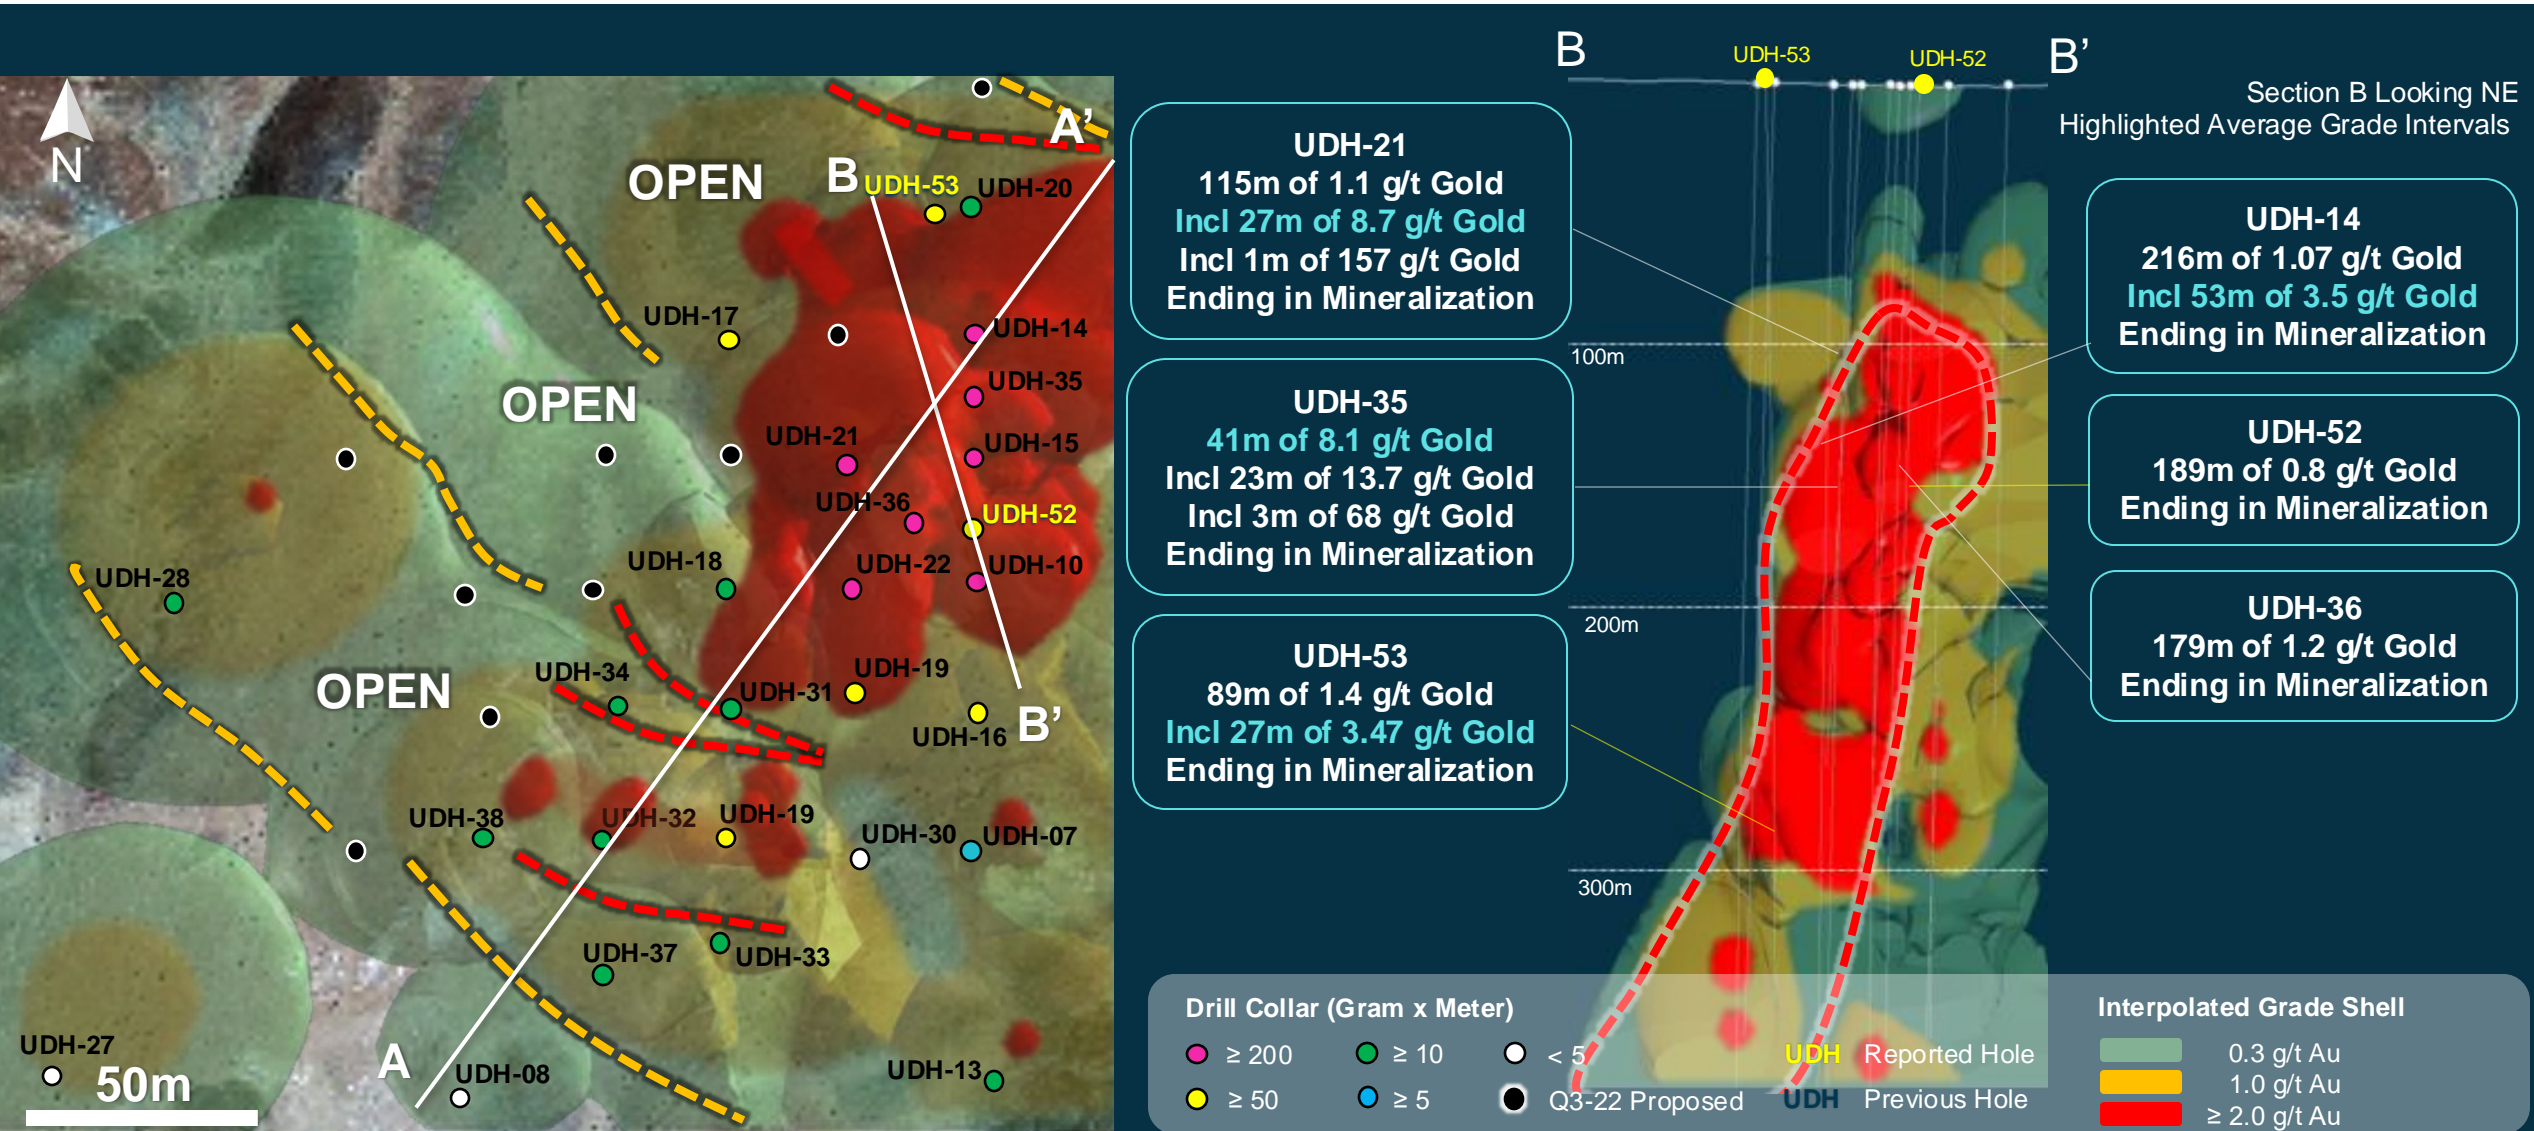 N
OPEN
A’
B
UDH-53
UDH-20
UDH-17
UDH-14
UDH-35
OPEN
UDH-21
UDH-15
UDH-36
UDH-52
UDH-28
UDH-18
UDH-22
UDH-10
OPEN
UDH-34
UDH-31
UDH-19
UDH-16
B’
UDH-38
UDH-32
UDH-19
UDH-30
UDH-07
UDH-37
UDH-33
UDH-27
50m
A
UDH-08
UDH-13
UDH-21
115m of 1.1 g/t Gold
Incl 27m of 8.7 g/t Gold
Incl 1m of 157 g/t Gold
Ending in Mineralization
UDH-35
41m of 8.1 g/t Gold
Incl 23m of 13.7 g/t Gold
Incl 3m of 68 g/t Gold
Ending in Mineralization
UDH-53
89m of 1.4 g/t Gold
Incl 27m of 3.47 g/t Gold
Ending in Mineralization
B
UDH-53
UDH-52
B’
100m
200m
300m
Section B Looking NE
Highlighted Average Grade Intervals
UDH-14
216m of 1.07 g/t Gold
Incl 53m of 3.5 g/t Gold
Ending in Mineralization
UDH-52
189m of 0.8 g/t Gold
Ending in Mineralization
UDH-36
179m of 1.2 g/t Gold
Ending in Mineralization
Drill Collar (Gram x Meter)
≥ 200
≥ 10
< 5
UDH Reported Hole
≥ 50
≥ 5
Q3-22 Proposed
UDH Previous Hole
Interpolated Grade Shell
0.3 g/t Au
1.0 g/t Au
≥ 2.0 g/t Au